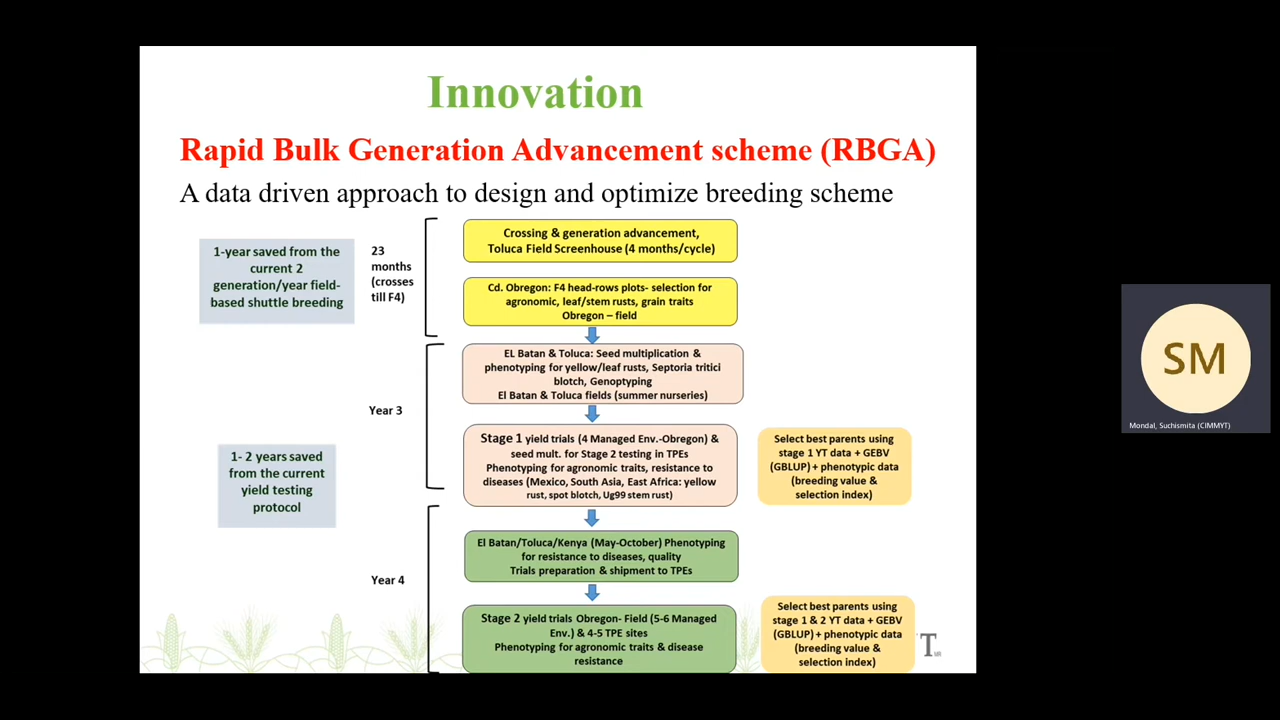 Innovation
Rapid Bulk Generation Advancement scheme (RBGA)
A data driven approach to design and optimize breeding scheme
1-year saved from the
current 2
generation/year field-
based shuttle breeding
23
months
(crosses
till F4)
Crossing & generation advancement,
Toluca Field Screenhouse (4 months/cycle)
Cd. Obregon: F4 head-rows plots- selection for
agronomic, leaf/stem rusts, grain traits
Obregon – field
EL Batan & Toluca: Seed multiplication &
phenotyping for yellow/leaf rusts, Septoria tritici
blotch, Genoptyping
El Batan & Toluca fields (summer nurseries)
Year 3
Stage 1 yield trials (4 Managed Env.-Obregon) &
seed mult. for Stage 2 testing in TPEs
Phenotyping for agronomic traits, resistance to
diseases (Mexico, South Asia, East Africa: yellow
rust, spot blotch, Ug99 stem rust)
Select best parents using
stage 1 YT data + GEBV
(GBLUP) + phenotypic data
(breeding value &
selection index)
1- 2 years saved
from the current
yield testing
protocol
El Batan/Toluca/Kenya (May-October) Phenotyping
for resistance to diseases, quality
Trials preparation & shipment to TPEs
Year 4
Stage 2 yield trials Obregon- Field (5-6 Managed
Env.) & 4-5 TPE sites
Phenotyping for agronomic traits & disease
resistance
Select best parents using
stage 1 & 2 YT data + GEBV
(GBLUP) + phenotypic data
(breeding value &
selection index)
T
SM
Mondal, Suchismita (CIMMYT)